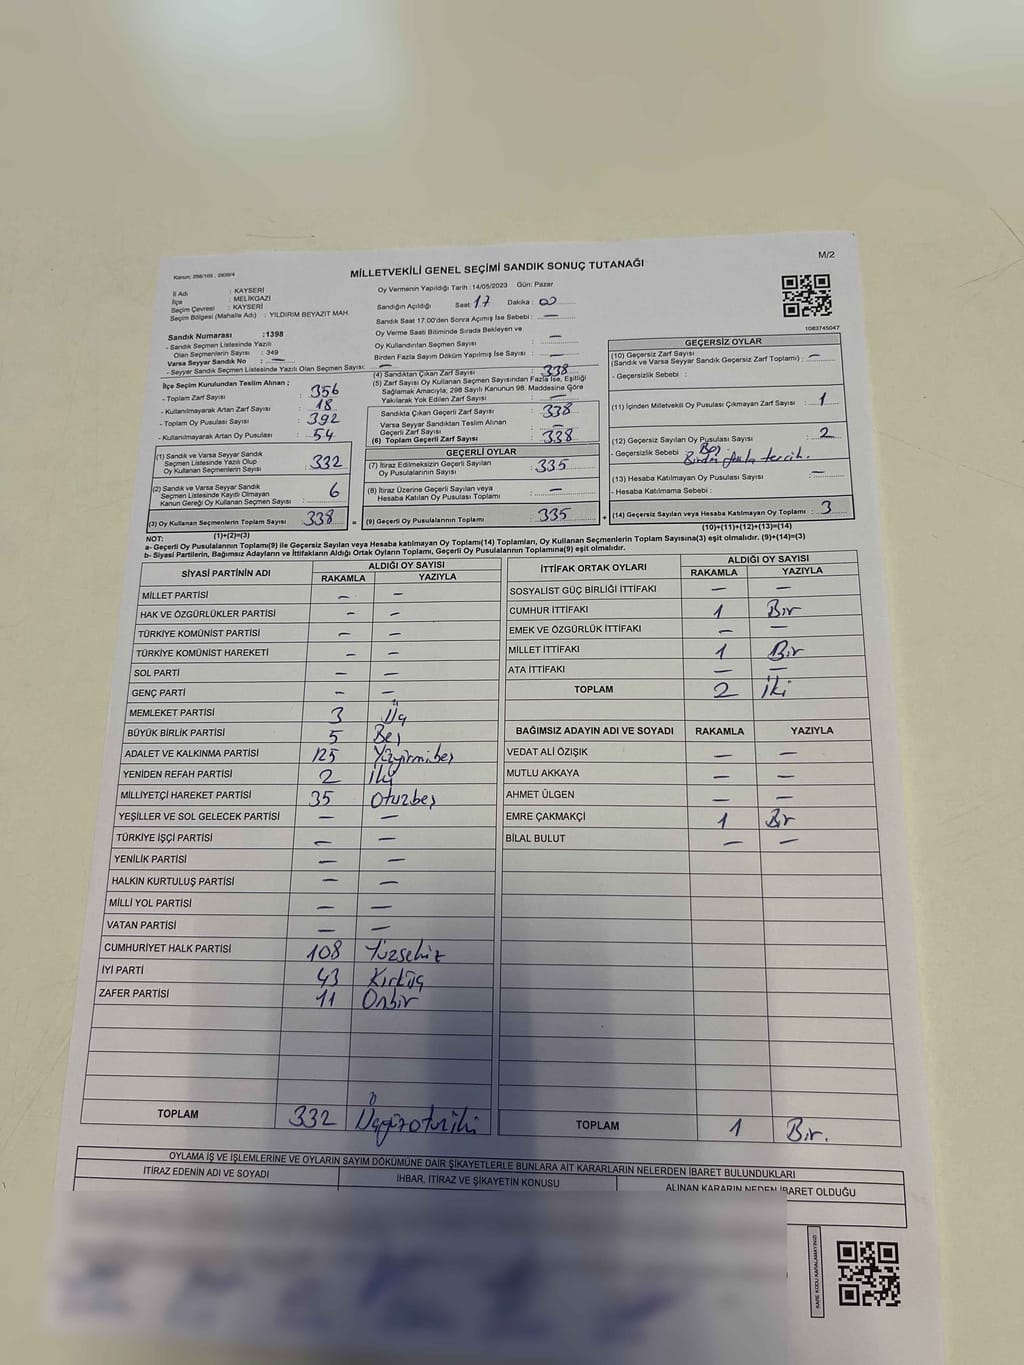 Kanun: 298/105 , 2839/4
M/2
MİLLETVEKİLİ GENEL SEÇİMİ SANDIK SONUÇ TUTANAĞI
İl Adı : KAYSERİ
İlçe : MELİKGAZİ
Seçim Çevresi : KAYSERİ
Seçim Bölgesi (Mahalle Adı) : YILDIRIM BEYAZIT MAH.
Sandık Numarası :1398
- Sandık Seçmen Listesinde Yazılı
Olan Seçmenlerin Sayısı : 349
Varsa Seyyar Sandık No : —
- Seyyar Sandık Seçmen Listesinde Yazılı Olan Seçmen Sayısı: —
Oy Vermenin Yapıldığı Tarih :14/05/2023 Gün: Pazar
Sandığın Açıldığı Saat: 17 Dakika : 00
Sandık Saat 17.00'den Sonra Açımış İse Sebebi : —
Oy Verme Saati Bitiminde Sırada Bekleyen ve
Oy Kullandırılan Seçmen Sayısı : —
Birden Fazla Sayım Döküm Yapılmış İse Sayısı : —
1083745047
İlçe Seçim Kurulundan Teslim Alınan ;
- Toplam Zarf Sayısı : 356
- Kullanılmayarak Artan Zarf Sayısı : 18
- Toplam Oy Pusulası Sayısı : 392
- Kullanılmayarak Artan Oy Pusulası : 54
(1) Sandık ve Varsa Seyyar Sandık
Seçmen Listesinde Yazılı Olup
Oy Kullanan Seçmenlerin Sayısı : 332
(2) Sandık ve Varsa Seyyar Sandık
Seçmen Listesinde Kayıtlı Olmayan
Kanun Gereği Oy Kullanan Seçmen Sayısı : 6
(3) Oy Kullanan Seçmenlerin Toplam Sayısı : 338 =
(1)+(2)=(3)
(4) Sandıktan Çıkan Zarf Sayısı : 338
(5) Zarf Sayısı Oy Kullanan Seçmen Sayısından Fazla İse, Eşitliği
Sağlamak Amacıyla; 298 Sayılı Kanunun 98. Maddesine Göre
Yakılarak Yok Edilen Zarf Sayısı : —
Sandıkta Çıkan Geçerli Zarf Sayısı : 338
Varsa Seyyar Sandıktan Teslim Alınan
Geçerli Zarf Sayısı : —
(6) Toplam Geçerli Zarf Sayısı : 338
GEÇERLİ OYLAR
(7) İtiraz Edilmeksizin Geçerli Sayılan
Oy Pusulalarının Sayısı : 335
(8) İtiraz Üzerine Geçerli Sayılan veya
Hesaba Katılan Oy Pusulası Toplamı : —
(9) Geçerli Oy Pusulalarının Toplamı : 335 +
GEÇERSİZ OYLAR
(10) Geçersiz Zarf Sayısı
(Sandık ve Varsa Seyyar Sandık Geçersiz Zarf Toplamı) : —
- Geçersizlik Sebebi :
(11) İçinden Milletvekili Oy Pusulası Çıkmayan Zarf Sayısı : 1
(12) Geçersiz Sayılan Oy Pusulası Sayısı : 2
- Geçersizlik Sebebi Boş
Birden fazla tercih.
(13) Hesaba Katılmayan Oy Pusulası Sayısı : —
- Hesaba Katılmama Sebebi :
(14) Geçersiz Sayılan veya Hesaba Katılmayan Oy Toplamı : 3
(10)+(11)+(12)+(13)=(14)
NOT:
a- Geçerli Oy Pusulalarının Toplamı(9) ile Geçersiz Sayılan veya Hesaba katılmayan Oy Toplamı(14) Toplamları, Oy Kullanan Seçmenlerin Toplam Sayısına(3) eşit olmalıdır. (9)+(14)=(3)
b- Siyasi Partilerin, Bağımsız Adayların ve İttifakların Aldığı Ortak Oyların Toplamı, Geçerli Oy Pusulalarının Toplamına(9) eşit olmalıdır.
SİYASİ PARTİNİN ADI
ALDIĞI OY SAYISI
RAKAMLA YAZIYLA
MİLLET PARTİSİ — —
HAK VE ÖZGÜRLÜKLER PARTİSİ — —
TÜRKİYE KOMÜNİST PARTİSİ — —
TÜRKİYE KOMÜNİST HAREKETİ — —
SOL PARTİ — —
GENÇ PARTİ — —
MEMLEKET PARTİSİ 3 Üç
BÜYÜK BİRLİK PARTİSİ 5 Beş
ADALET VE KALKINMA PARTİSİ 125 Yüzyirmibeş
YENİDEN REFAH PARTİSİ 2 İki
MİLLİYETÇİ HAREKET PARTİSİ 35 Otuzbeş
YEŞİLLER VE SOL GELECEK PARTİSİ — —
TÜRKİYE İŞÇİ PARTİSİ — —
YENİLİK PARTİSİ — —
HALKIN KURTULUŞ PARTİSİ — —
MİLLİ YOL PARTİSİ — —
VATAN PARTİSİ — —
CUMHURİYET HALK PARTİSİ 108 Yüzsekiz
İYİ PARTİ 43 Kırküç
ZAFER PARTİSİ 11 Onbir
TOPLAM 332 Üçyüzotuziki
İTTİFAK ORTAK OYLARI
ALDIĞI OY SAYISI
RAKAMLA YAZIYLA
SOSYALİST GÜÇ BİRLİĞİ İTTİFAKI — —
CUMHUR İTTİFAKI 1 Bir
EMEK VE ÖZGÜRLÜK İTTİFAKI — —
MİLLET İTTİFAKI 1 Bir
ATA İTTİFAKI — —
TOPLAM 2 İki
BAĞIMSIZ ADAYIN ADI VE SOYADI RAKAMLA YAZIYLA
VEDAT ALİ ÖZIŞIK — —
MUTLU AKKAYA — —
AHMET ÜLGEN — —
EMRE ÇAKMAKÇİ 1 Bir
BİLAL BULUT — —
TOPLAM 1 Bir.
OYLAMA İŞ VE İŞLEMLERİNE VE OYLARIN SAYIM DÖKÜMÜNE DAİR ŞİKAYETLERLE BUNLARA AİT KARARLARIN NELERDEN İBARET BULUNDUKLARI
İTİRAZ EDENİN ADI VE SOYADI
İHBAR, İTİRAZ VE ŞİKAYETİN KONUSU
ALINAN KARARIN NEDEN İBARET OLDUĞU
KARE KODU KARALAMAYINIZ!